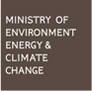 MINISTRY OF
ENVIRONMENT
ENERGY &
CLIMATE
CHANGE